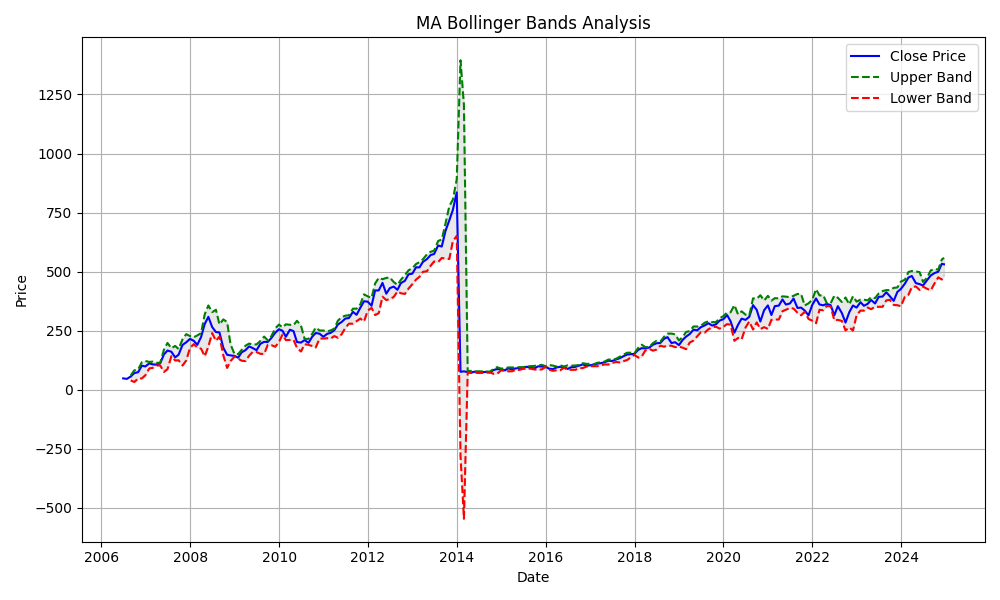 MA Bollinger Bands Analysis
Close Price
Upper Band
Lower Band
1250
1000
750
500
250
0
−250
−500
Price
2006 2008 2010 2012 2014 2016 2018 2020 2022 2024
Date